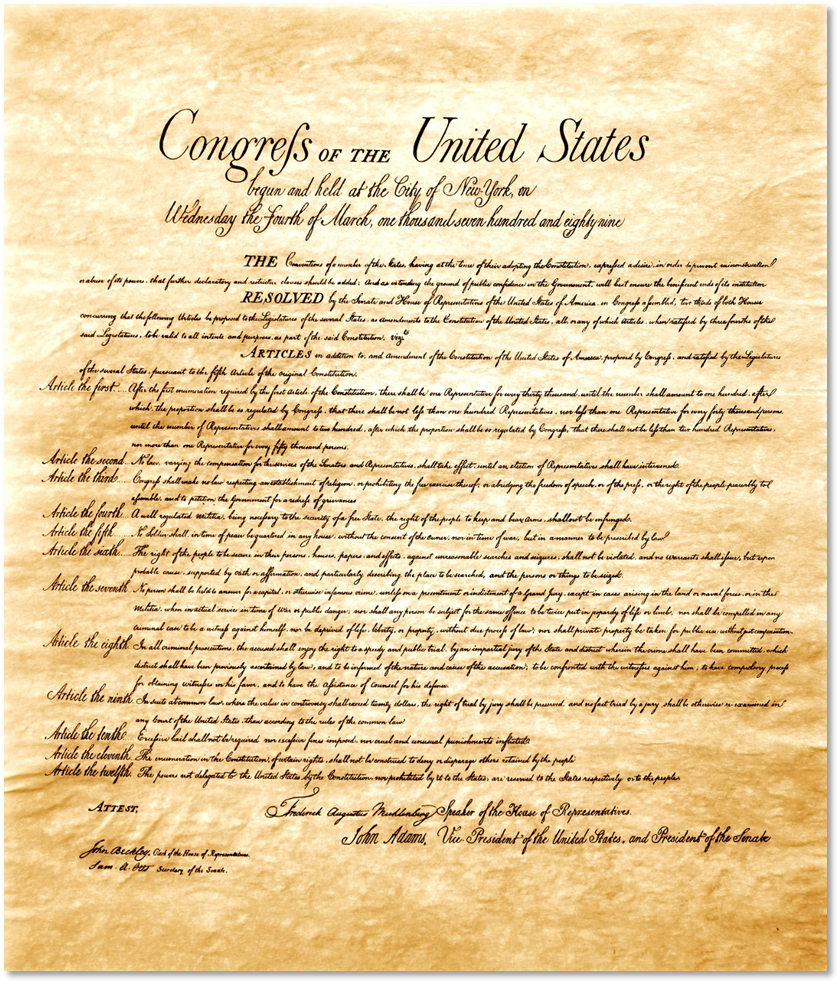 Congreſs OF THE United States
begun and held at the City of New-York, on
Wednesday the fourth of March, one thousand seven hundred and eighty nine
THE Conventions of a number of the States, having at the time of their adopting the Constitution, expreſsed a desire, in order to prevent misconstruction
or abuse of its powers, that further declaratory and restrictive clauses should be added: And as extending the ground of public confidence in the Government, will best ensure the beneficent ends of its institution
RESOLVED by the Senate and House of Representatives of the United States of America, in Congreſs aſsembled, two thirds of both Houses
concurring that the following Articles be proposed to the Legislatures of the several States, as amendments to the Constitution of the United States, all or any of which articles, when ratified by three fourths of the
said Legislatures, to be valid to all intents and purposes, as part of the said Constitution, vizt
ARTICLES in addition to, and amendment of the Constitution of the United States of America, proposed by Congreſs, and ratified by the Legislatures
of the several States, pursuant to the fifth Article of the original Constitution.
Article the first.... After the first enumeration required by the first Article of the Constitution, there shall be one Representative for every thirty thousand, until the number shall amount to one hundred, after
which, the proportion shall be so regulated by Congreſs, that there shall be not leſs than one hundred Representatives, nor leſs than one Representative for every forty thousand persons,
until the number of Representatives shall amount to two hundred, after which the proportion shall be so regulated by Congreſs, that there shall not be leſs than two hundred Representatives,
nor more than one Representative for every fifty thousand persons.
Article the second... No law, varying the compensation for the services of the Senators and Representatives, shall take effect, until an election of Representatives shall have intervened.
Article the third.... Congreſs shall make no law respecting an establishment of religion, or prohibiting the free exercise thereof; or abridging the freedom of speech, or of the preſs, or the right of the people peaceably to
aſsemble, and to petition the Government for a redreſs of grievances
Article the fourth.. A well regulated Militia, being neceſsary to the security of a free State, the right of the people to keep and bear Arms, shall not be infringed.
Article the fifth.... No Soldier shall in time of peace be quartered in any house, without the consent of the owner, nor in time of war, but in a manner to be prescribed by law.
Article the sixth.... The right of the people to be secure in their persons, houses, papers, and effects, against unreasonable searches and seizures, shall not be violated, and no warrants shall iſsue, but upon
probable cause, supported by oath or affirmation, and particularly describing the place to be searched, and the persons or things to be seized.
Article the seventh.. No person shall be held to answer for a capital, or otherwise infamous crime, unleſs on a presentment or indictment of a Grand Jury, except in cases arising in the land or naval forces, or in the
Militia, when in actual service in time of War or public danger; nor shall any person be subject for the same offence to be twice put in jeopardy of life or limb, nor shall be compelled in any
criminal case to be a witneſs against himself, nor be deprived of life, liberty, or property, without due proceſs of law; nor shall private property be taken for public use without just compensation.
Article the eighth. In all criminal prosecutions, the accused shall enjoy the right to a speedy and public trial, by an impartial jury of the State and district wherein the crime shall have been committed, which
district shall have been previously ascertained by law, and to be informed of the nature and cause of the accusation; to be confronted with the witneſses against him; to have compulsory proceſs
for obtaining witneſses in his favor, and to have the aſsistance of counsel for his defence.
Article the ninth.. In suits at common law, where the value in controversy shall exceed twenty dollars, the right of trial by jury shall be preserved, and no fact tried by a jury shall be otherwise re-examined in
any Court of the United States, than according to the rules of the common law.
Article the tenth... Exceſsive bail shall not be required nor exceſsive fines imposed, nor cruel and unusual punishments inflicted.
Article the eleventh. The enumeration in the Constitution, of certain rights, shall not be construed to deny or disparage others retained by the people
Article the twelfth. The powers not delegated to the United States by the Constitution, nor prohibited by it to the States, are reserved to the States respectively, or to the people.
ATTEST,
Frederick Augustus Muhlenberg Speaker of the House of Representatives.
John Adams, Vice-President of the United States, and President of the Senate
John Beckley, Clerk of the House of Representatives.
Sam. A. Otis Secretary of the Senate.